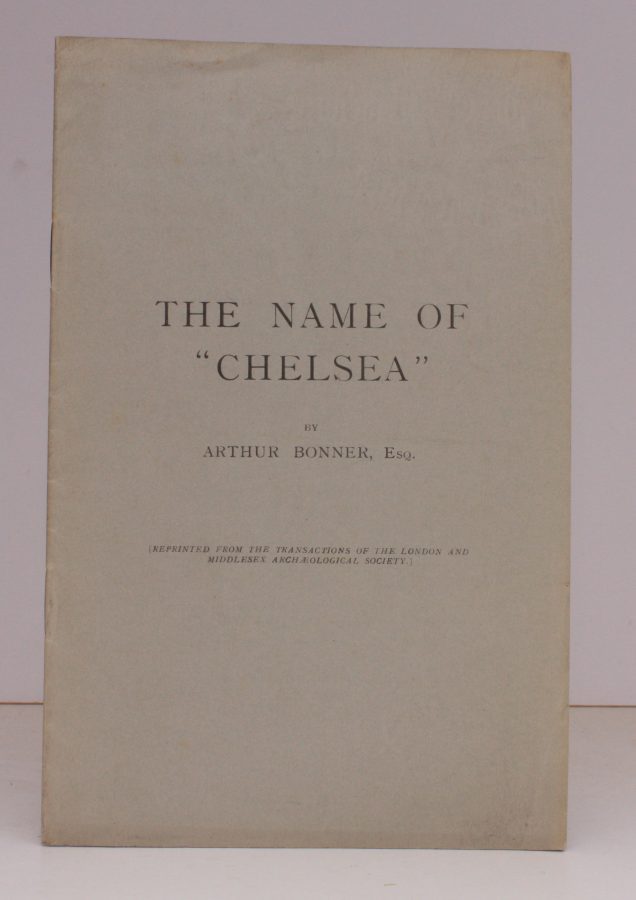 THE NAME OF
“CHELSEA”
BY
ARTHUR BONNER, Esq.
[REPRINTED FROM THE TRANSACTIONS OF THE LONDON AND
MIDDLESEX ARCHÆOLOGICAL SOCIETY.]